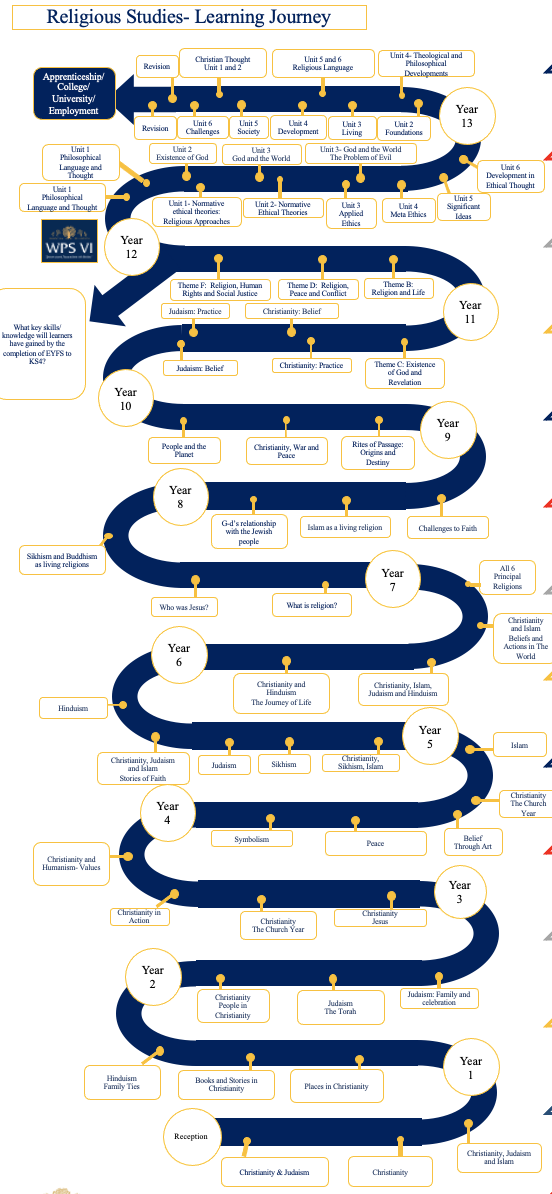 Religious Studies- Learning Journey
Apprenticeship/
College/
University/
Employment
Revision
Christian Thought
Unit 1 and 2
Unit 5 and 6
Religious Language
Unit 4- Theological and
Philosophical
Developments
Year
13
Revision
Unit 6
Challenges
Unit 5
Society
Unit 4
Development
Unit 3
Living
Unit 2
Foundations
Unit 1
Philosophical
Language and
Thought
Unit 2
Existence of God
Unit 3
God and the World
Unit 3- God and the World
The Problem of Evil
Unit 6
Development in
Ethical Thought
Unit 1
Philosophical
Language and Thought
Unit 1- Normative
ethical theories:
Religious Approaches
Unit 2- Normative
Ethical Theories
Unit 3
Applied
Ethics
Unit 4
Meta Ethics
Unit 5
Significant
Ideas
WPS VI
Year
12
Theme F: Religion, Human
Rights and Social Justice
Theme D: Religion,
Peace and Conflict
Theme B:
Religion and Life
Year
11
What key skills/
knowledge will learners
have gained by the
completion of EYFS to
KS4?
Judaism: Practice
Christianity: Belief
Judaism: Belief
Christianity: Practice
Theme C: Existence
of God and
Revelation
Year
10
People and the
Planet
Christianity, War and
Peace
Rites of Passage:
Origins and
Destiny
Year
9
Year
8
G-d's relationship
with the Jewish
people
Islam as a living religion
Challenges to Faith
Sikhism and Buddhism
as living religions
Who was Jesus?
What is religion?
Year
7
All 6
Principal
Religions
Christianity
and Islam
Beliefs and
Actions in The
World
Year
6
Christianity and
Hinduism
The Journey of Life
Christianity, Islam,
Judaism and Hinduism
Hinduism
Christianity, Judaism
and Islam
Stories of Faith
Judaism
Sikhism
Christianity,
Sikhism, Islam
Year
5
Islam
Christianity
The Church
Year
Year
4
Symbolism
Peace
Belief
Through Art
Christianity and
Humanism- Values
Christianity in
Action
Christianity
The Church Year
Christianity
Jesus
Year
3
Year
2
Christianity
People in
Christianity
Judaism
The Torah
Judaism: Family and
celebration
Hinduism
Family Ties
Books and Stories in
Christianity
Places in Christianity
Year
1
Reception
Christianity & Judaism
Christianity
Christianity, Judaism
and Islam